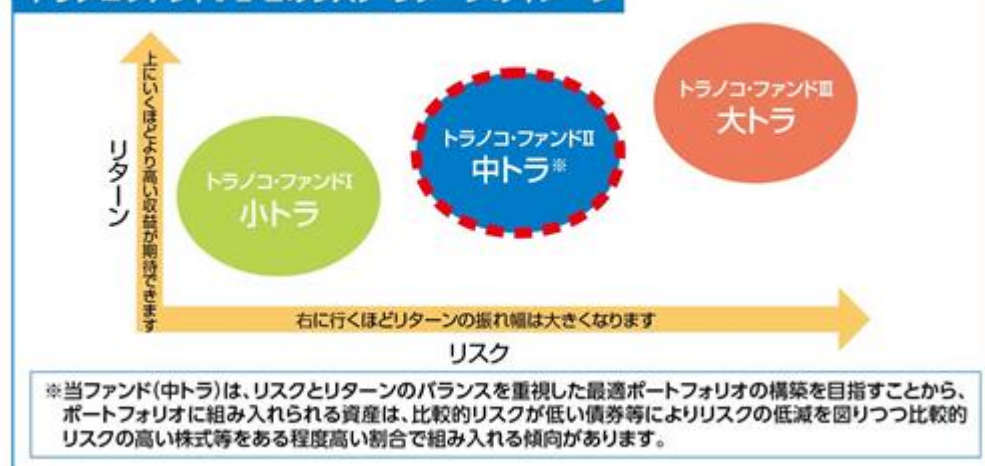 上にいくほどより高い収益が期待できます
リターン
トラノコ・ファンドI
小トラ
トラノコ・ファンドII
中トラ※
トラノコ・ファンドIII
大トラ
右に行くほどリターンの振れ幅は大きくなります
リスク
※当ファンド(中トラ)は、リスクとリターンのバランスを重視した最適ポートフォリオの構築を目指すことから、
ポートフォリオに組み入れられる資産は、比較的リスクが低い債券等によりリスクの低減を図りつつ比較的
リスクの高い株式等をある程度高い割合で組み入れる傾向があります。